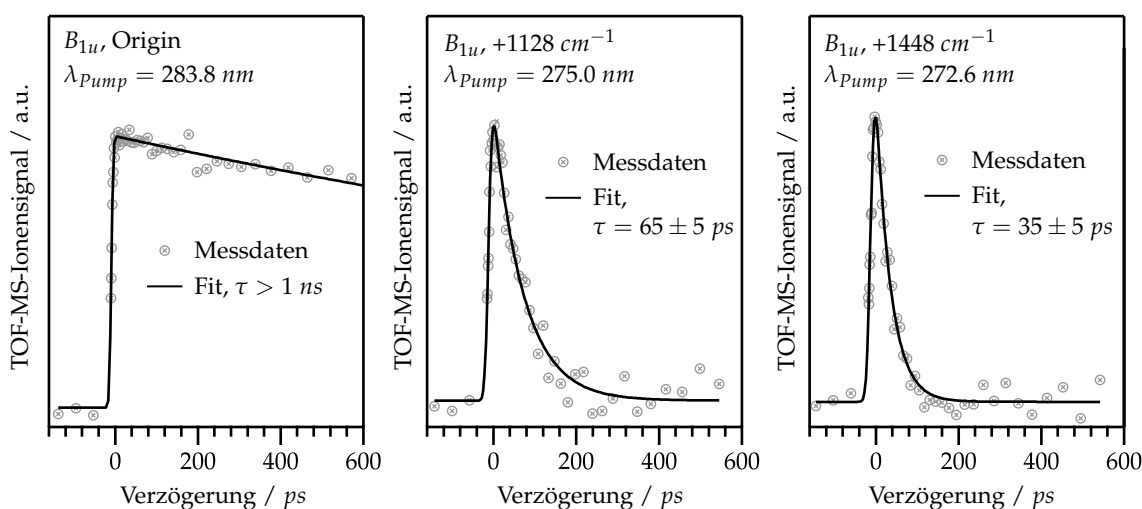 B1u, Origin
λPump = 283.8 nm
TOF-MS-Ionensignal / a.u.
Messdaten
Fit, τ > 1 ns
0 200 400 600
Verzögerung / ps
B1u, +1128 cm−1
λPump = 275.0 nm
TOF-MS-Ionensignal / a.u.
Messdaten
Fit,
τ = 65 ± 5 ps
0 200 400 600
Verzögerung / ps
B1u, +1448 cm−1
λPump = 272.6 nm
TOF-MS-Ionensignal / a.u.
Messdaten
Fit,
τ = 35 ± 5 ps
0 200 400 600
Verzögerung / ps